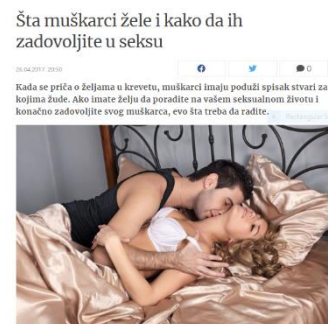 Šta muškarci žele i kako da ih
zadovoljite u seksu
26.04.2017 20:50
0
Kada se priča o željama u krevetu, muškarci imaju poduži spisak stvari za
kojima žude. Ako imate želju da poradite na vašem seksualnom životu i
konačno zadovoljite svog muškarca, evo šta treba da radite.